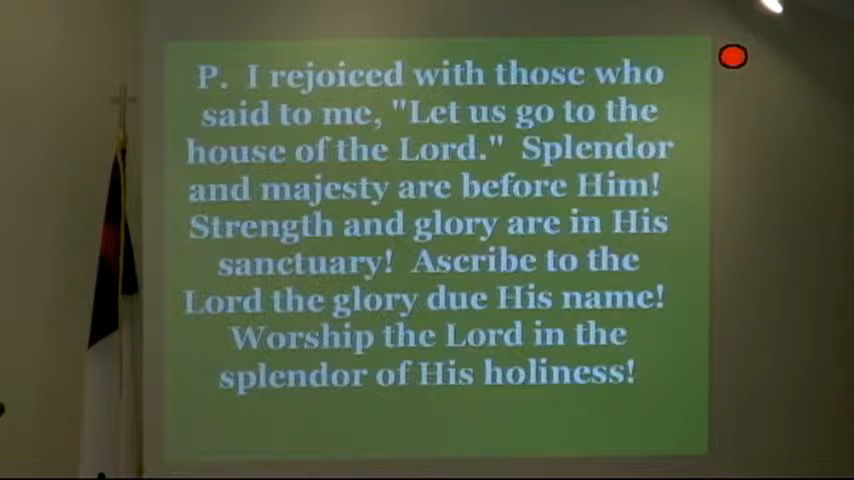 P.  I rejoiced with those who
said to me, "Let us go to the
house of the Lord."  Splendor
and majesty are before Him!
Strength and glory are in His
sanctuary!  Ascribe to the
Lord the glory due His name!
Worship the Lord in the
splendor of His holiness!